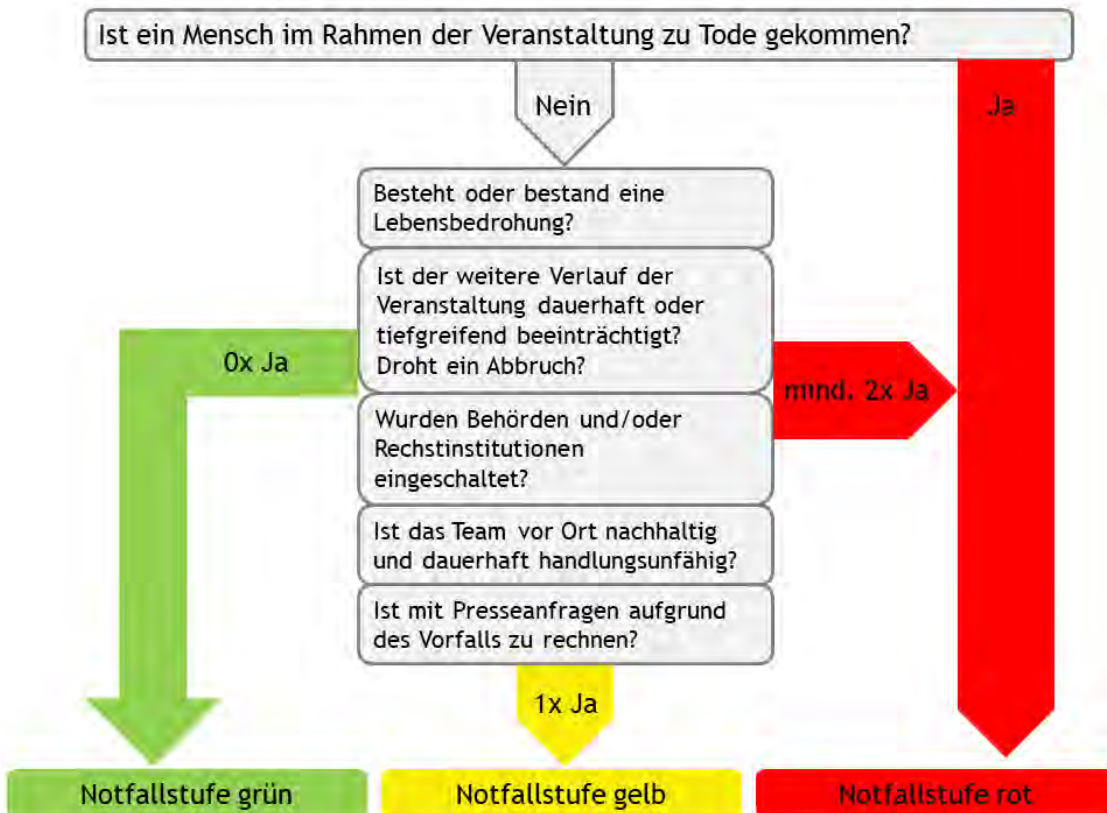 Ist ein Mensch im Rahmen der Veranstaltung zu Tode gekommen?
Nein
Ja
Besteht oder bestand eine
Lebensbedrohung?
Ist der weitere Verlauf der
Veranstaltung dauerhaft oder
tiefgreifend beeinträchtigt?
Droht ein Abbruch?
0x Ja
mind. 2x Ja
Wurden Behörden und/oder
Rechstinstitutionen
eingeschaltet?
Ist das Team vor Ort nachhaltig
und dauerhaft handlungsunfähig?
Ist mit Presseanfragen aufgrund
des Vorfalls zu rechnen?
1x Ja
Notfallstufe grün
Notfallstufe gelb
Notfallstufe rot